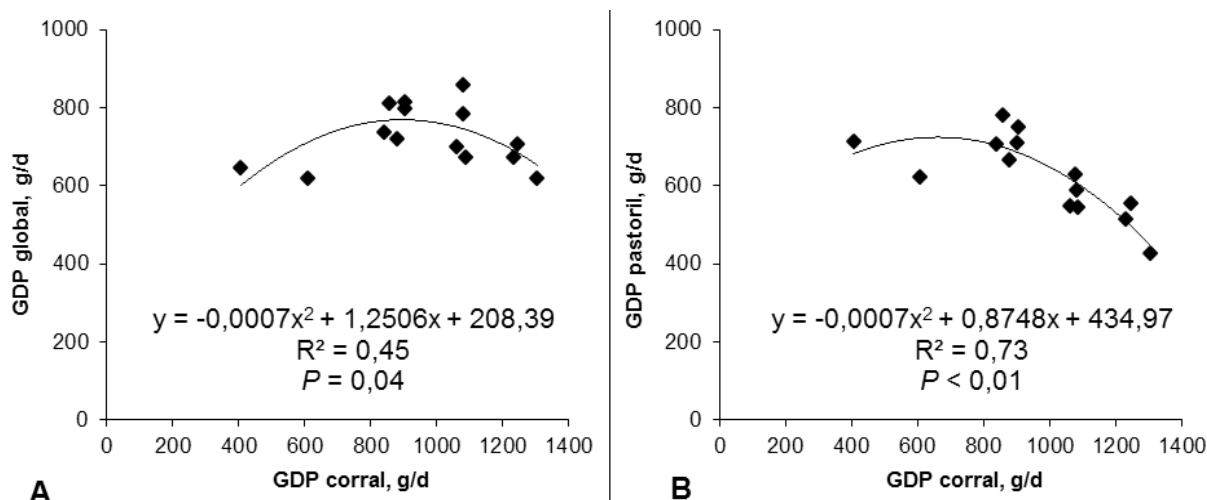 1000
800
600
400
200
0
GDP global, g/d
y = -0,0007x² + 1,2506x + 208,39
R² = 0,45
P = 0,04
0 200 400 600 800 1000 1200 1400
GDP corral, g/d
A
1000
800
600
400
200
0
GDP pastoril, g/d
y = -0,0007x² + 0,8748x + 434,97
R² = 0,73
P < 0,01
0 200 400 600 800 1000 1200 1400
GDP corral, g/d
B